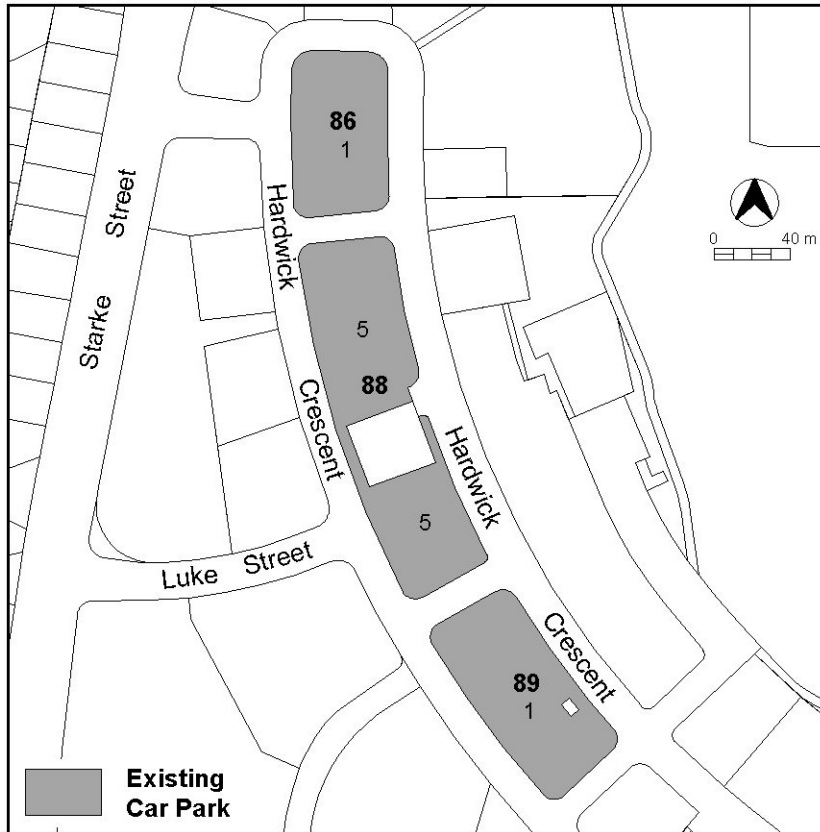 86
1
Hardwick
Crescent
Starke Street
0 40 m
5
88
5
Hardwick
Crescent
Luke Street
89
1
Existing
Car Park